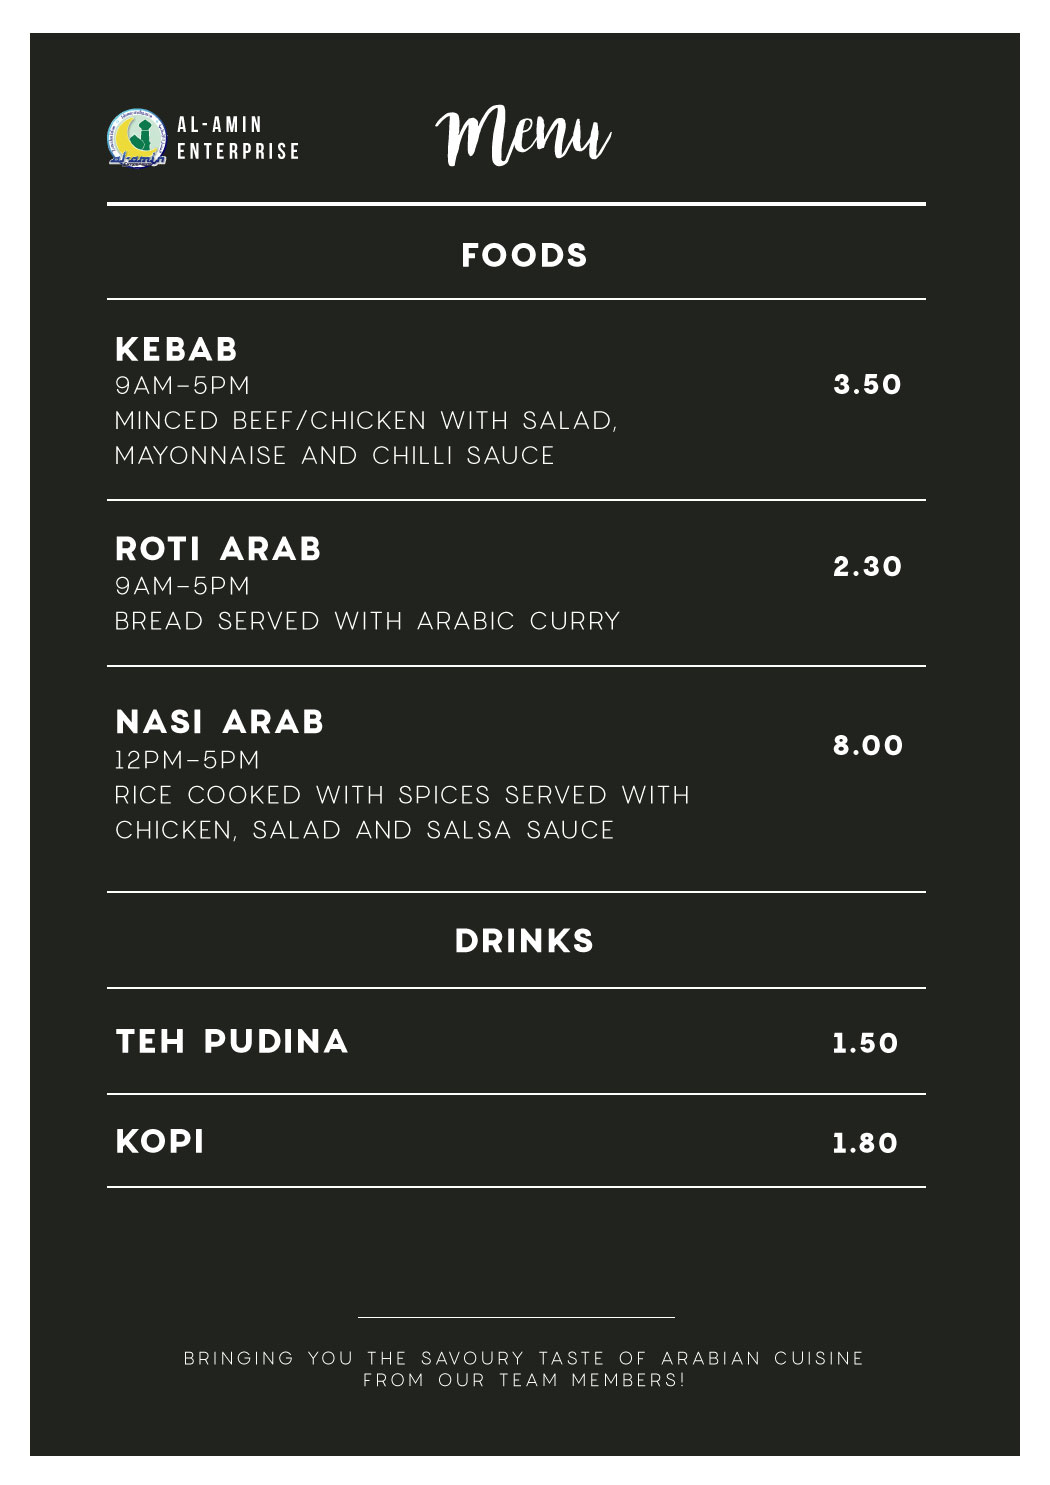 AL-AMIN
ENTERPRISE
Menu
FOODS
KEBAB
9AM-5PM
3.50
MINCED BEEF/CHICKEN WITH SALAD,
MAYONNAISE AND CHILLI SAUCE
ROTI ARAB
2.30
9AM-5PM
BREAD SERVED WITH ARABIC CURRY
NASI ARAB
8.00
12PM-5PM
RICE COOKED WITH SPICES SERVED WITH
CHICKEN, SALAD AND SALSA SAUCE
DRINKS
TEH PUDINA 1.50
KOPI 1.80
BRINGING YOU THE SAVOURY TASTE OF ARABIAN CUISINE
FROM OUR TEAM MEMBERS!